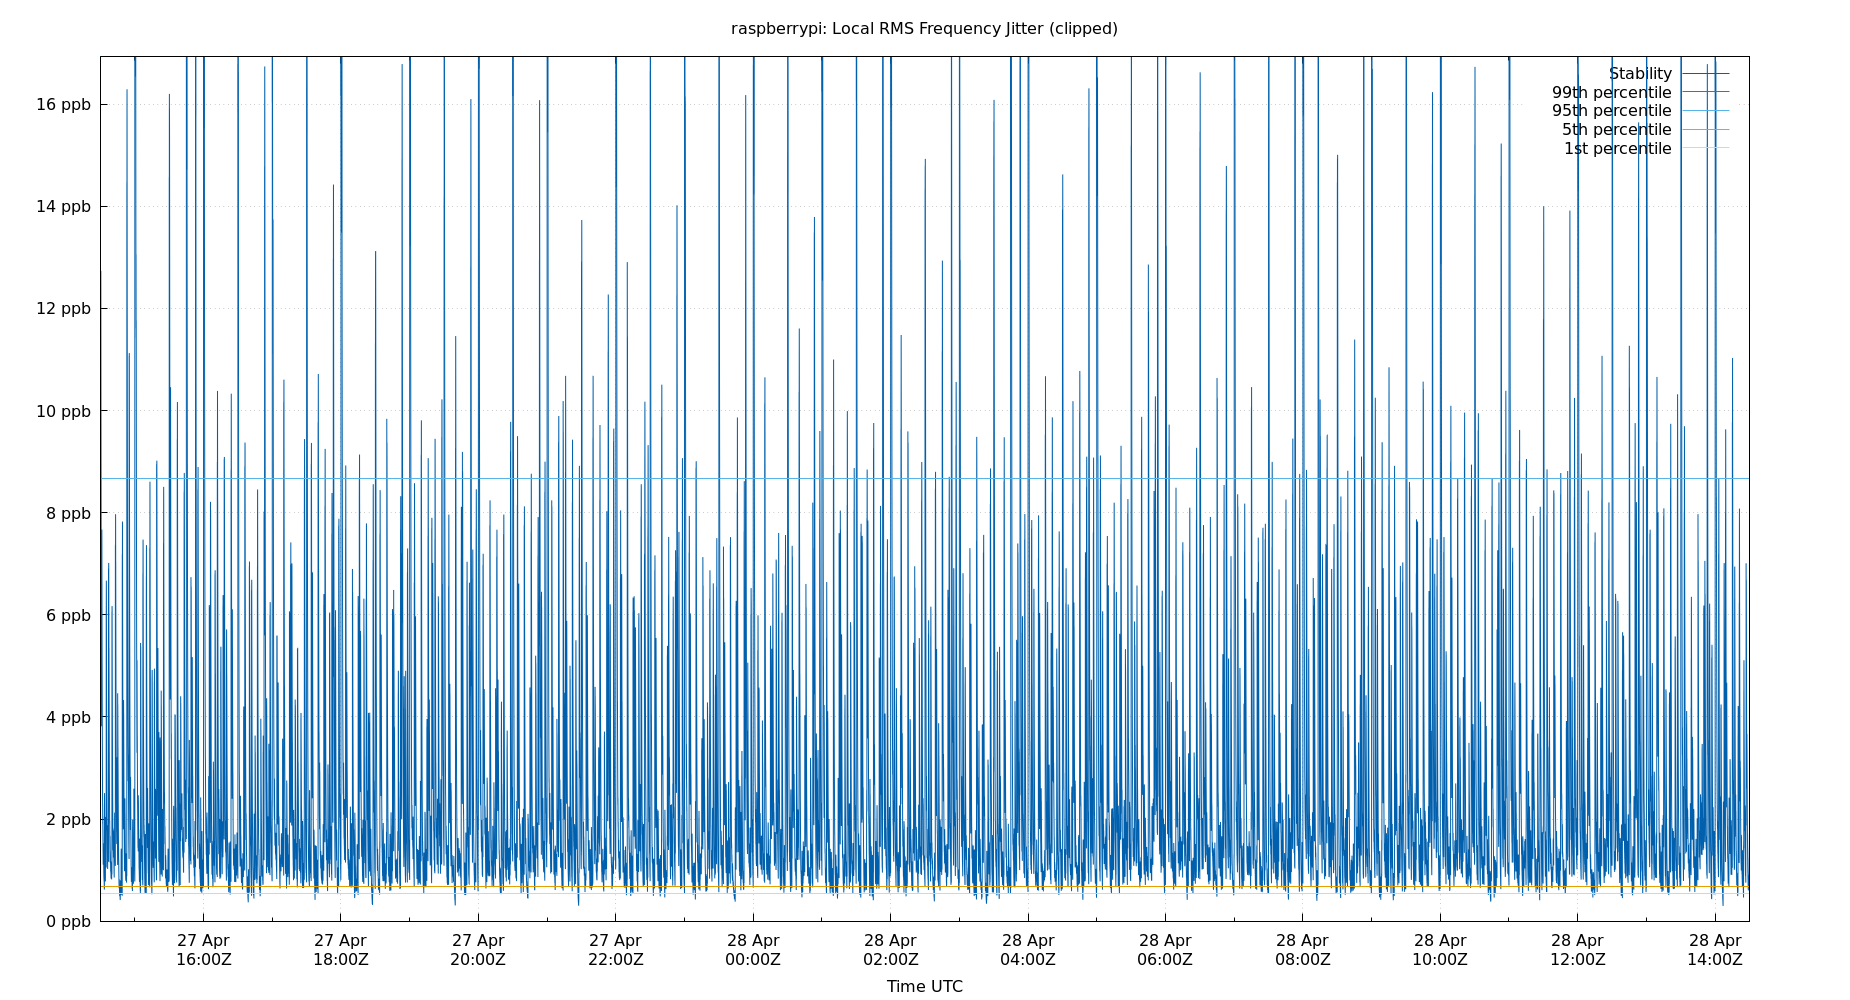 raspberrypi: Local RMS Frequency Jitter (clipped)
Stability
99th percentile
95th percentile
5th percentile
1st percentile
16 ppb
14 ppb
12 ppb
10 ppb
8 ppb
6 ppb
4 ppb
2 ppb
0 ppb
27 Apr 27 Apr 27 Apr 27 Apr 28 Apr 28 Apr 28 Apr 28 Apr 28 Apr 28 Apr 28 Apr 28 Apr
16:00Z 18:00Z 20:00Z 22:00Z 00:00Z 02:00Z 04:00Z 06:00Z 08:00Z 10:00Z 12:00Z 14:00Z
Time UTC